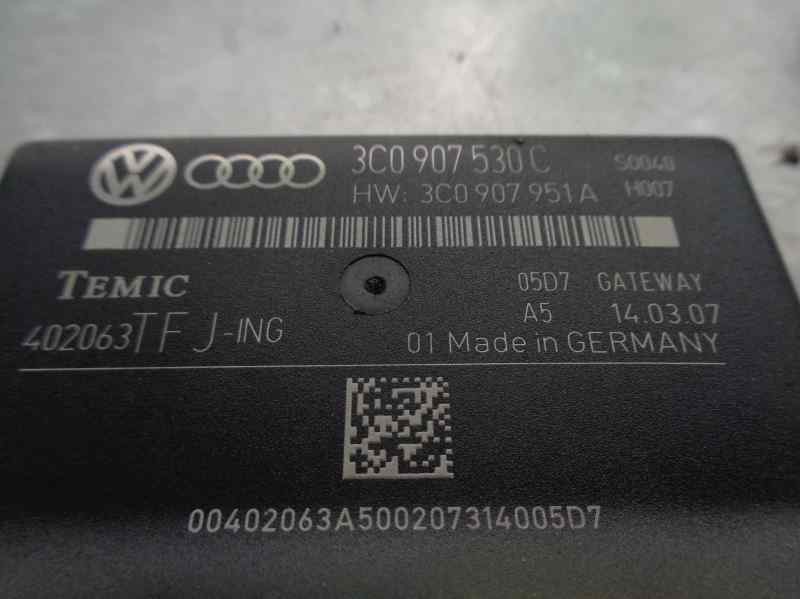 3C0 907 530 C S0040
HW: 3C0 907 951 A H007
TEMIC 05D7 GATEWAY
A5 14.03.07
402063TFJ-ING 01 Made in GERMANY
00402063A500207314005D7